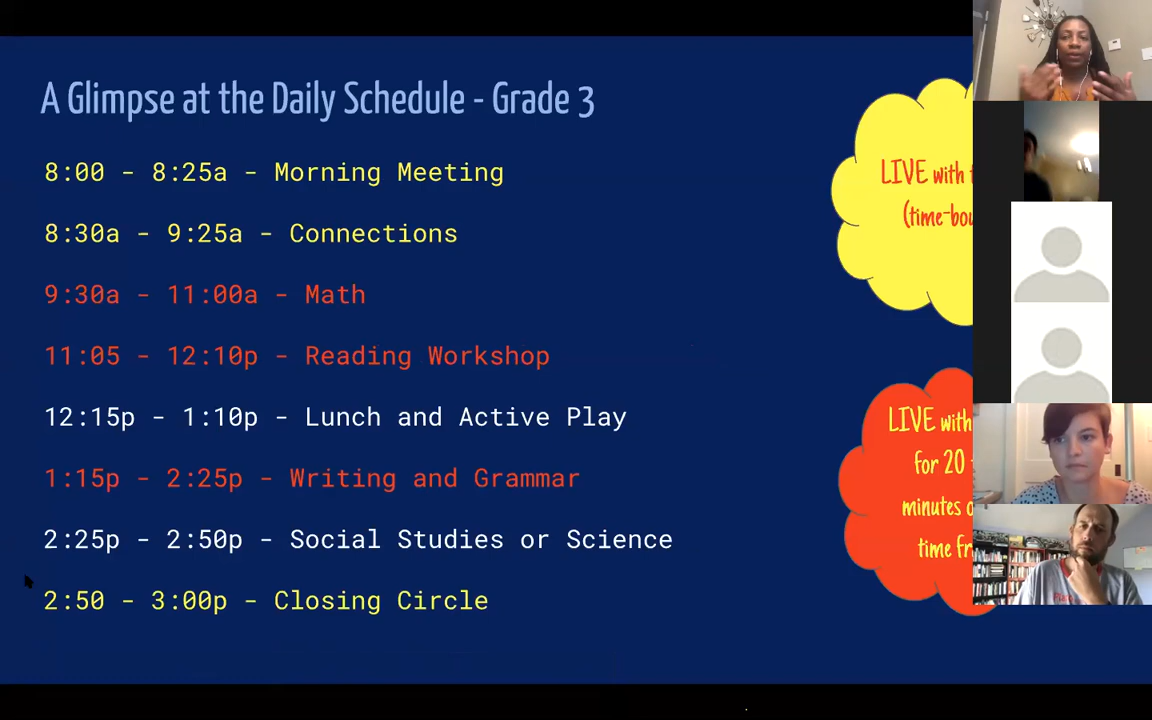 A Glimpse at the Daily Schedule - Grade 3
8:00 - 8:25a - Morning Meeting
8:30a - 9:25a - Connections
9:30a - 11:00a - Math
11:05 - 12:10p - Reading Workshop
12:15p - 1:10p - Lunch and Active Play
1:15p - 2:25p - Writing and Grammar
2:25p - 2:50p - Social Studies or Science
2:50 - 3:00p - Closing Circle
LIVE with
(time-
LIVE with
for 20
minutes
time